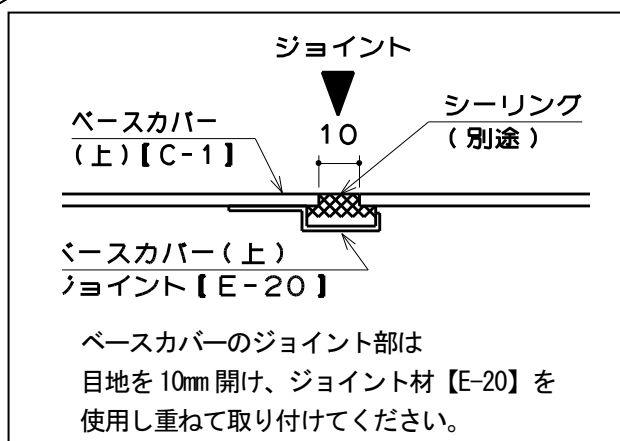 ジョイント
10
シーリング
(別途)
ベースカバー
(上)【C-1】
ベースカバー(上)
ジョイント【E-20】
ベースカバーのジョイント部は
目地を10mm開け、ジョイント材【E-20】を
使用し重ねて取り付けてください。